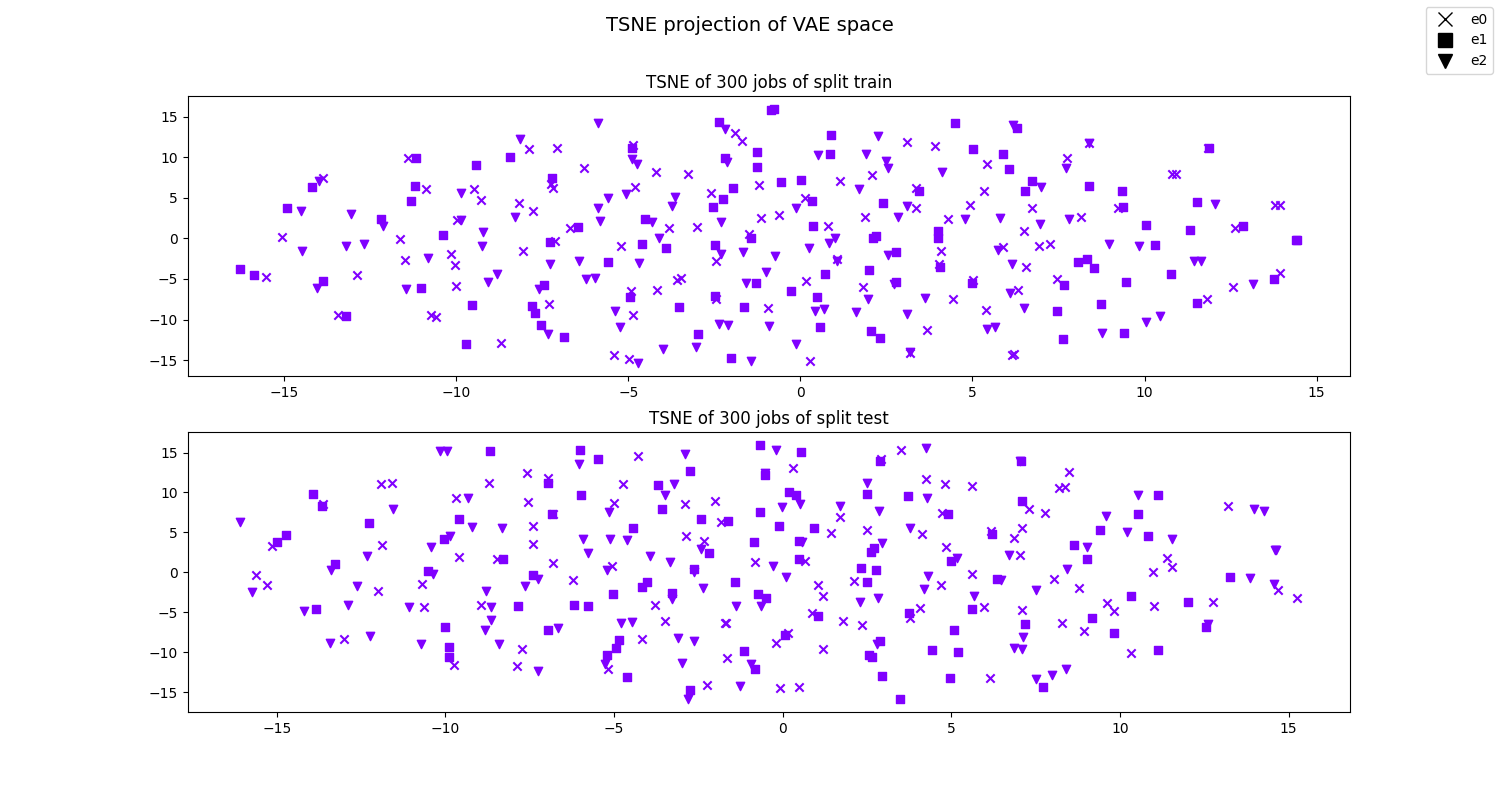 TSNE projection of VAE space
e0
e1
e2
TSNE of 300 jobs of split train
15
10
5
0
−5
−10
−15
−15 −10 −5 0 5 10 15
TSNE of 300 jobs of split test
15
10
5
0
−5
−10
−15
−15 −10 −5 0 5 10 15